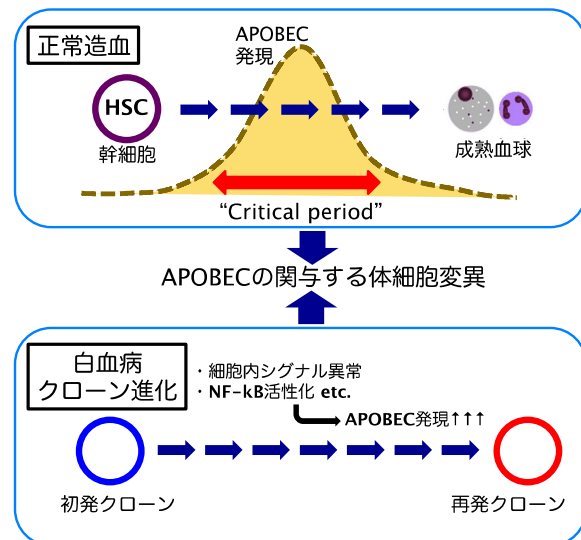 正常造血
APOBEC
発現
HSC
幹細胞
成熟血球
“Critical period”
APOBECの関与する体細胞変異
白血病
クローン進化
・細胞内シグナル異常
・NF-kB活性化 etc.
APOBEC発現↑↑↑
初発クローン
再発クローン